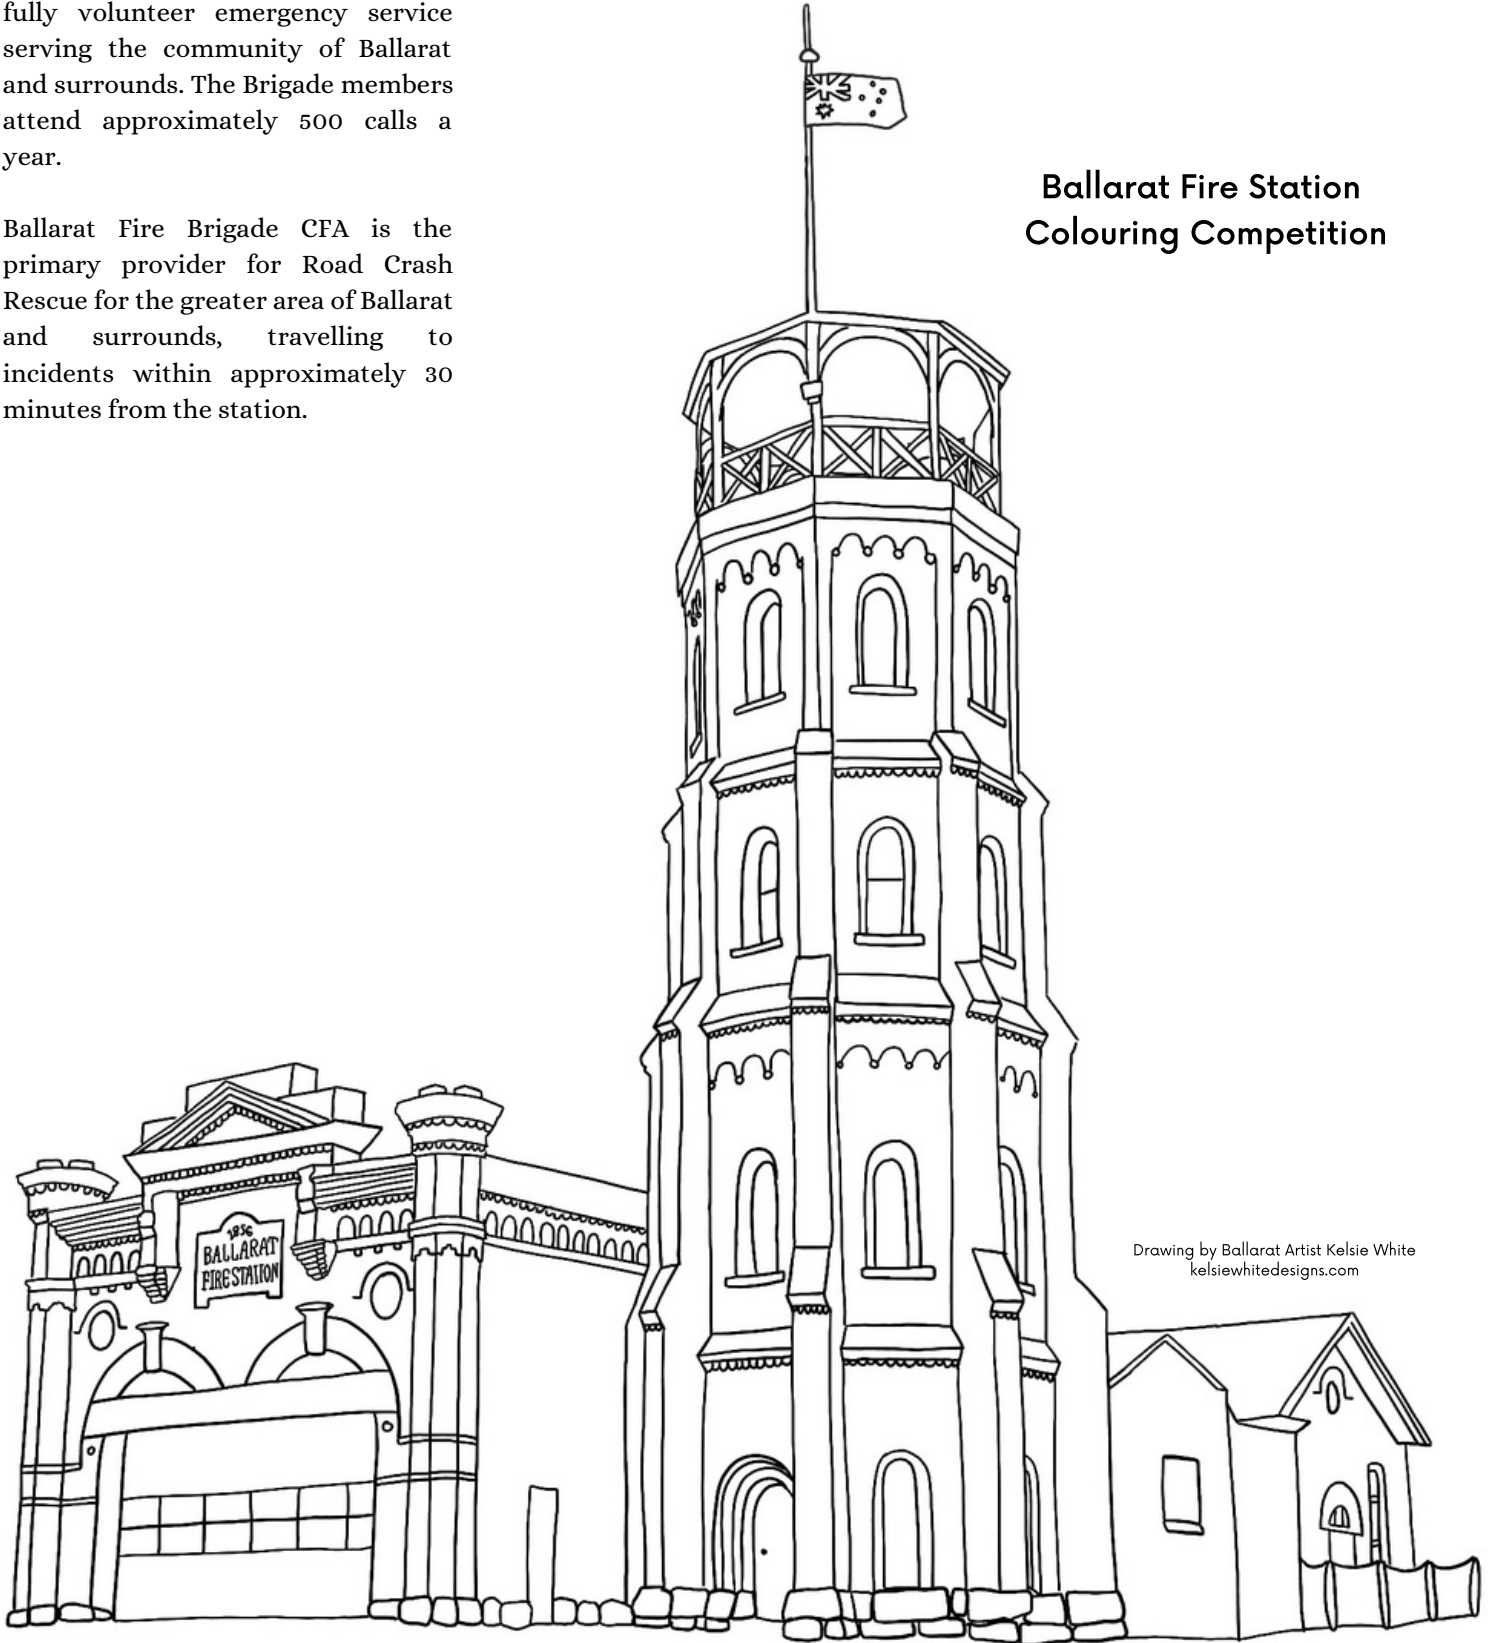 fully volunteer emergency service
serving the community of Ballarat
and surrounds. The Brigade members
attend approximately 500 calls a
year.
Ballarat Fire Brigade CFA is the
primary provider for Road Crash
Rescue for the greater area of Ballarat
and surrounds, travelling to
incidents within approximately 30
minutes from the station.
Ballarat Fire Station
Colouring Competition
1856
BALLARAT
FIRE STATION
Drawing by Ballarat Artist Kelsie White
kelsiewhitedesigns.com